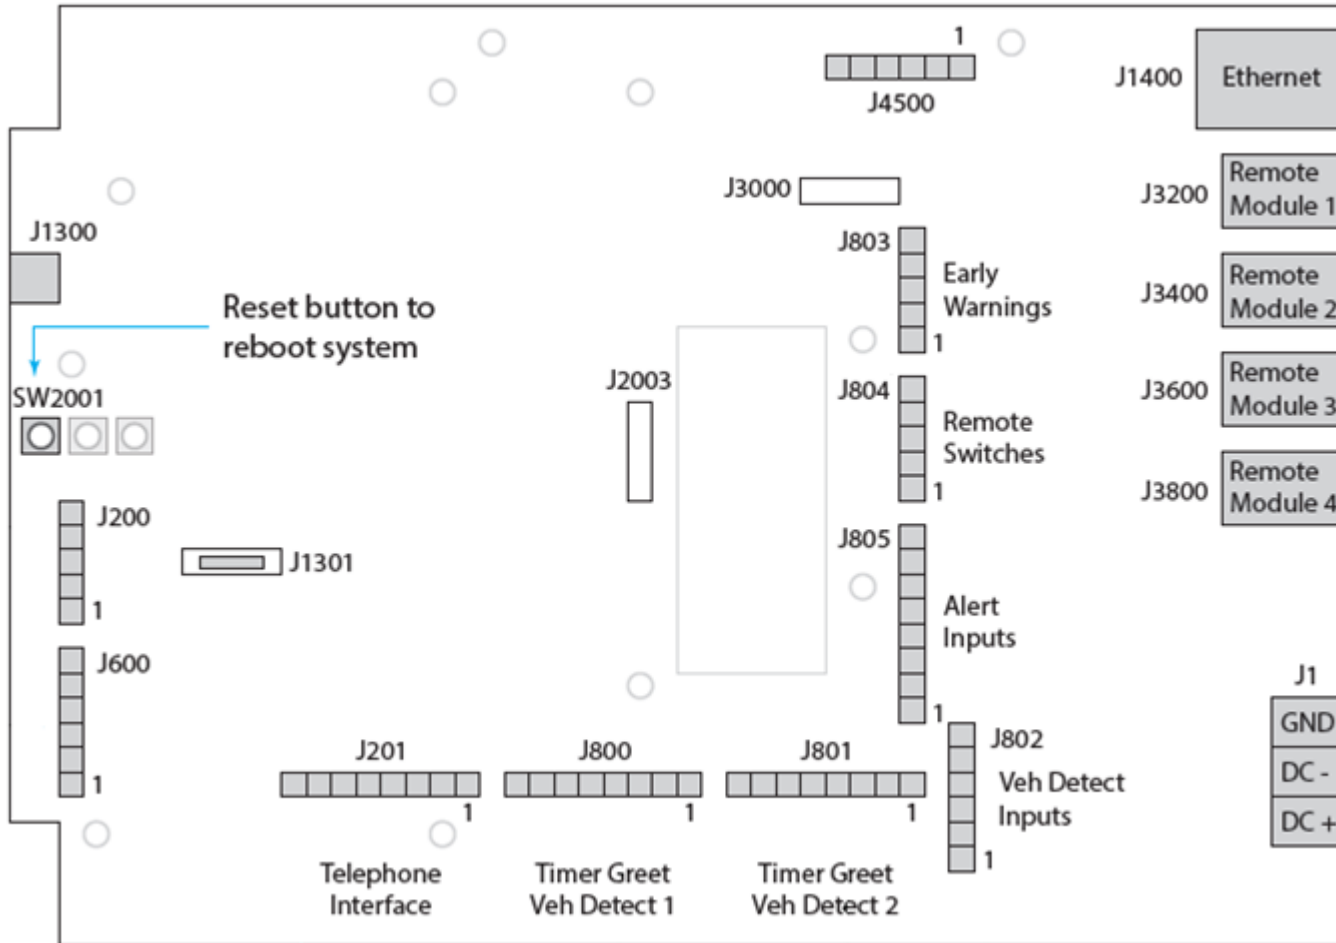 1
J4500
J1400
Ethernet
J3000
J3200
Remote
Module 1
J1300
J803
Early
Warnings
1
J3400
Remote
Module 2
Reset button to
reboot system
SW2001
J2003
J804
Remote
Switches
1
J3600
Remote
Module 3
J3800
Remote
Module 4
J200
1
J1301
J805
Alert
Inputs
1
J600
1
J201
1
Telephone
Interface
J800
1
Timer Greet
Veh Detect 1
J801
1
Timer Greet
Veh Detect 2
J802
Veh Detect
Inputs
1
J1
GND
DC -
DC +